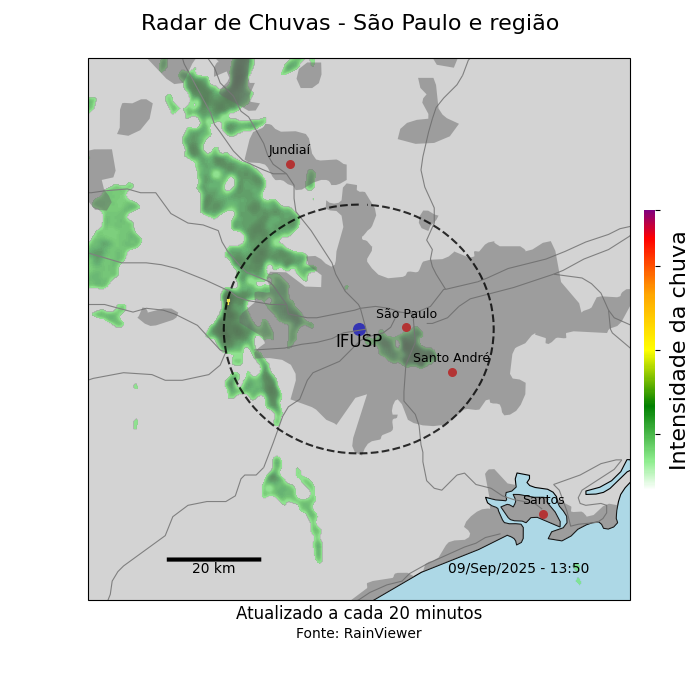 Radar de Chuvas - São Paulo e região
Jundiaí
São Paulo
IFUSP
Santo André
Santos
20 km
09/Sep/2025 - 13:50
Intensidade da chuva
Atualizado a cada 20 minutos
Fonte: RainViewer